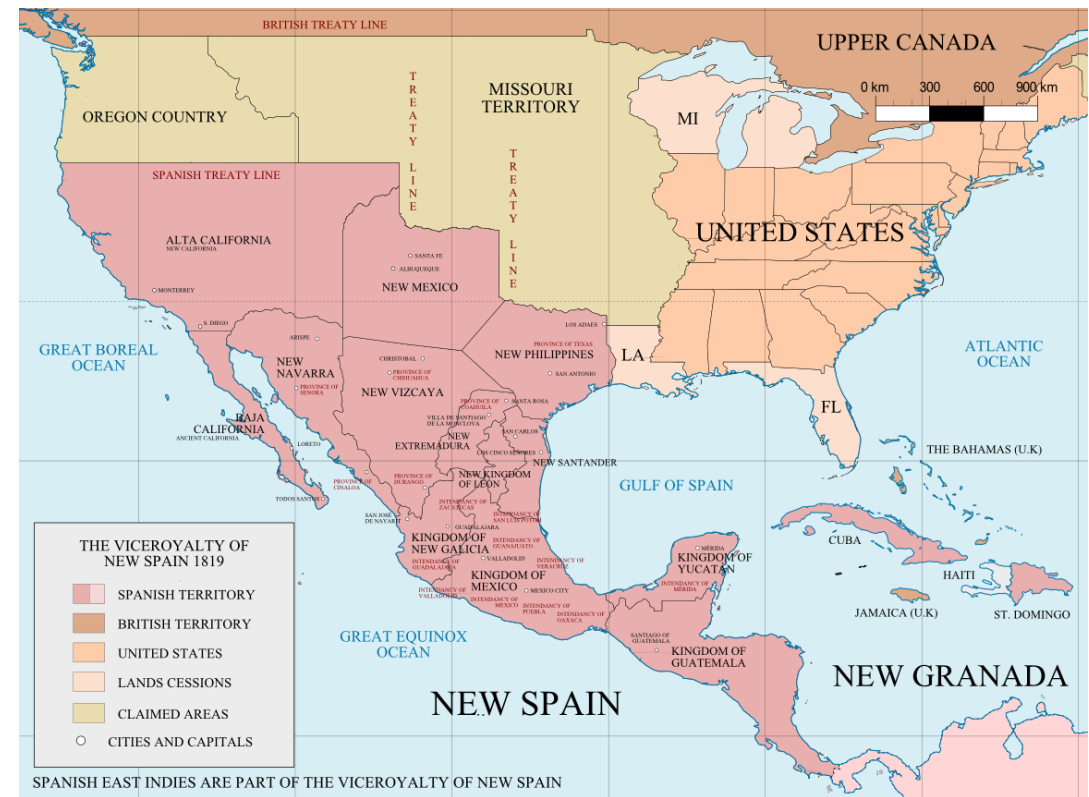 BRITISH TREATY LINE
UPPER CANADA
0 km 300 600 900 km
OREGON COUNTRY
MISSOURI
TERRITORY
TREATY LINE
TREATY LINE
MI
SPANISH TREATY LINE
UNITED STATES
ALTA CALIFORNIA
NEW CALIFORNIA
SANTA FE
ALBUQUEQUE
NEW MEXICO
MONTERREY
S. DIEGO
LOS ADAES
ARISPE
GREAT BOREAL
OCEAN
ATLANTIC
OCEAN
PROVINCE OF TEXAS
NEW PHILIPPINES
LA
CHRISTOBAL
NEW
NAVARRA
PROVINCE OF
CHIHUAHUA
SAN ANTONIO
PROVINCE OF
SENORA
NEW VIZCAYA
PROVINCE OF
COAHUILA
SANTA ROSA
FL
VILLA DE SANTIAGO
DE LA MONCLOVA
BAJA
CALIFORNIA
ANCIENT CALIFORNIA
SAN CARLOS
NEW
EXTREMADURA
LORETO
LOS CISCO SEÑORES
NEW SANTANDER
THE BAHAMAS (U.K)
NEW KINGDOM
OF LEÓN
PROVINCE OF
CINALOA
PROVINCE OF
DURANGO
GULF OF SPAIN
TODOS SANTOS
INTENDANCY OF
ZACATECAS
SAN JOSE
DE NAYARIT
INTENDANCY OF
SAN LUIS POTOSI
GUADALAJARA
KINGDOM OF
NEW GALICIA
INTENDANCY OF
GUANAJUATO
CUBA
MÉRIDA
KINGDOM OF
YUCATÁN
VALLADOLID
INTENDANCY OF
GUADALAJARA
INTENDANCY OF
VERACRUZ
HAITI
KINGDOM OF
MEXICO
INTENDANCY OF
MÉRIDA
INTENDANCY OF
VALLADOLID
MEXICO CITY
INTENDANCY OF
MEXICO
INTENDANCY OF
PUEBLA
INTENDANCY OF
OAXACA
JAMAICA (U.K)
ST. DOMINGO
GREAT EQUINOX
OCEAN
SANTIAGO OF
GUATEMALA
KINGDOM OF
GUATEMALA
NEW GRANADA
NEW SPAIN
THE VICEROYALTY OF
NEW SPAIN 1819
SPANISH TERRITORY
BRITISH TERRITORY
UNITED STATES
LANDS CESSIONS
CLAIMED AREAS
CITIES AND CAPITALS
SPANISH EAST INDIES ARE PART OF THE VICEROYALTY OF NEW SPAIN